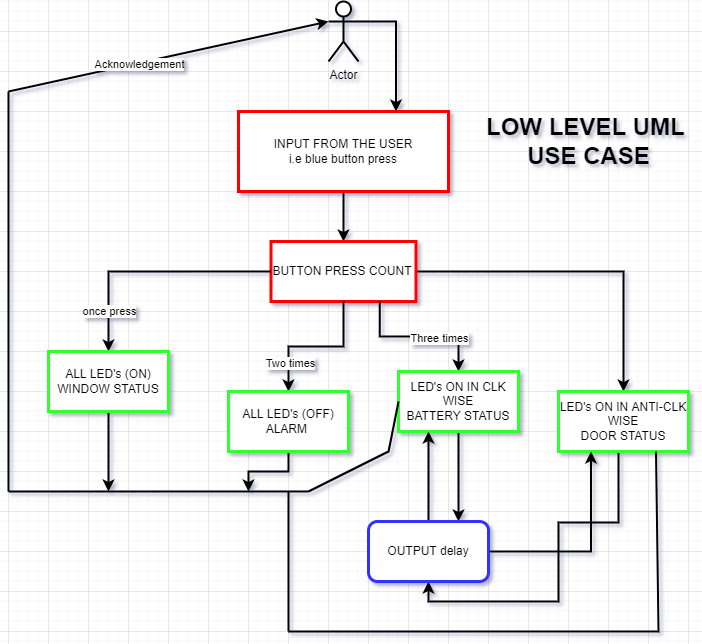 Acknowledgement
Actor
LOW LEVEL UML
USE CASE
INPUT FROM THE USER
i.e blue button press
BUTTON PRESS COUNT
once press
Two times
Three times
ALL LED's (ON)
WINDOW STATUS
ALL LED's (OFF)
ALARM
LED's ON IN CLK
WISE
BATTERY STATUS
LED's ON IN ANTI-CLK
WISE
DOOR STATUS
OUTPUT delay